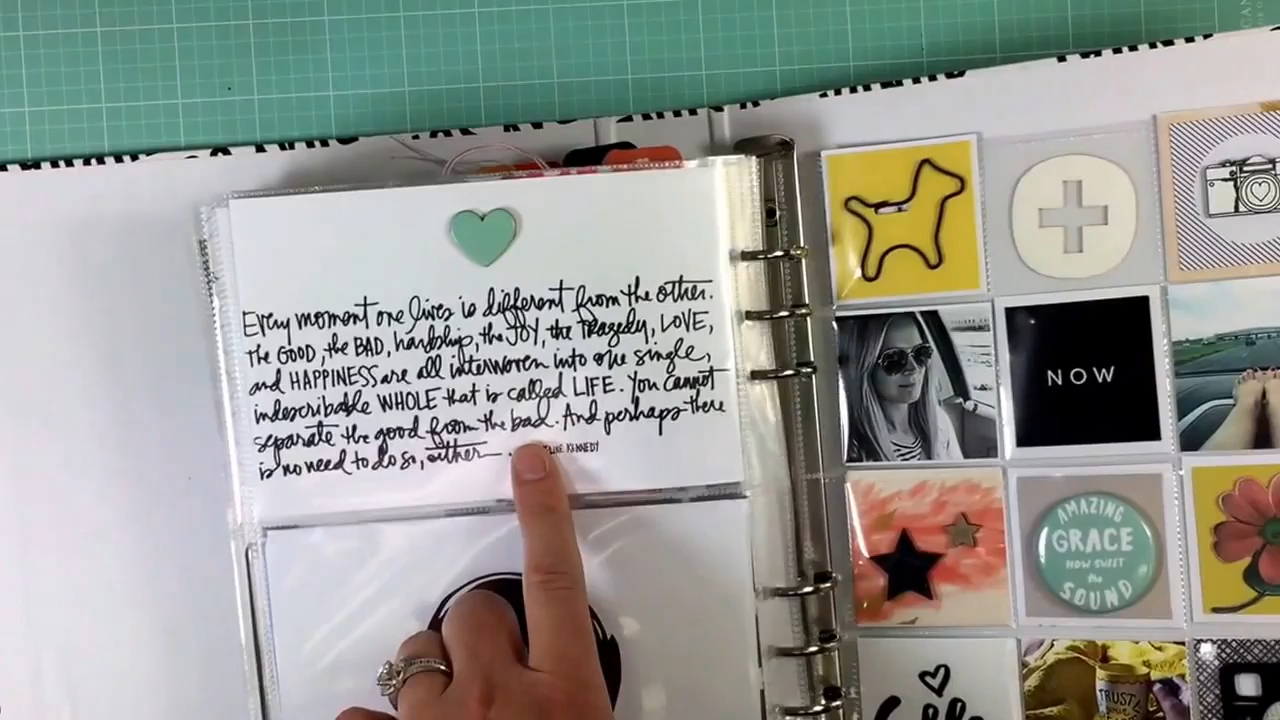 Every moment one lives is different from the other.
the GOOD, the BAD, hardship, the JOY, the TRAGEDY, LOVE,
and HAPPINESS are all interwoven into one single,
indescribable WHOLE that is called LIFE. You cannot
separate the good from the bad. And perhaps there
is no need to do so, either
KENNEDY
NOW
AMAZING
GRACE
HOW SWEET
the
SOUND
TRUST